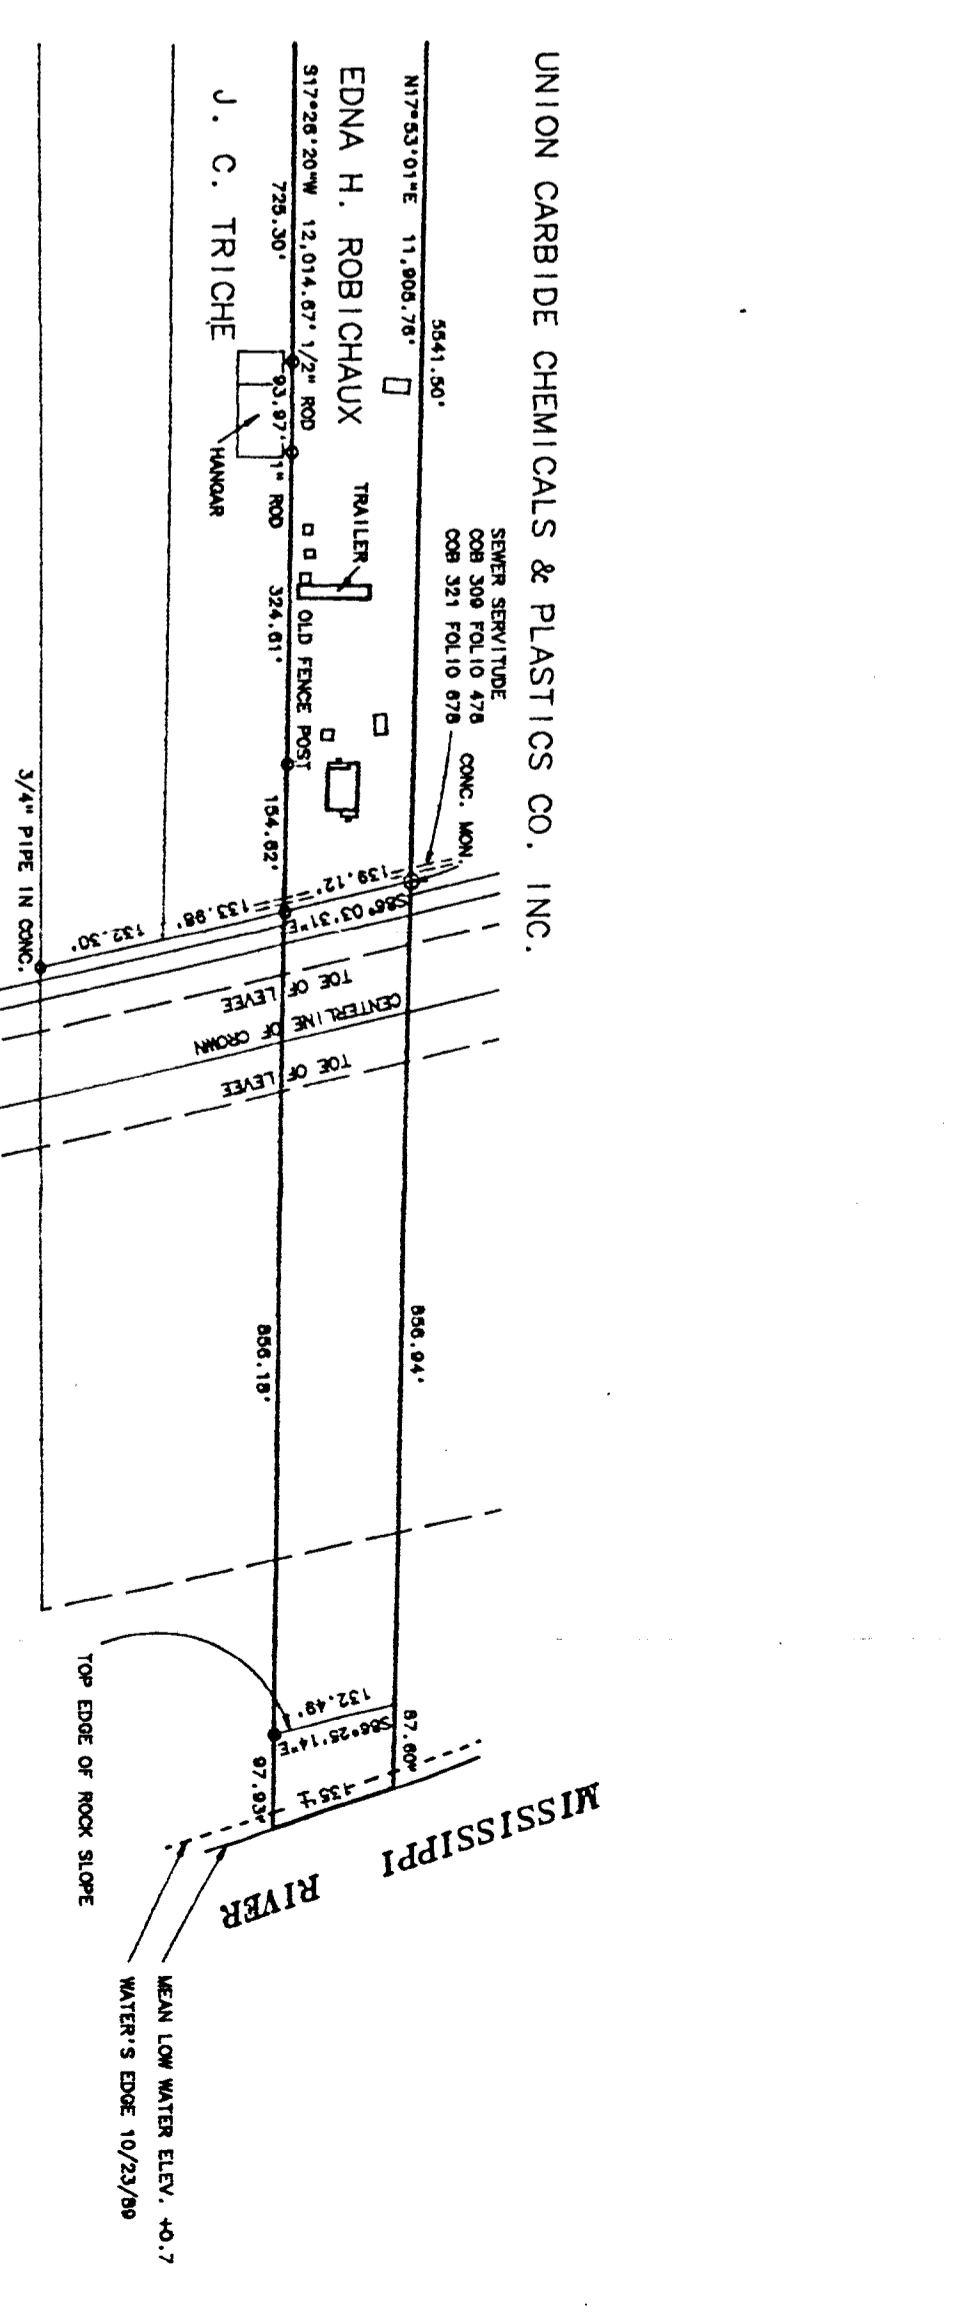 UNION CARBIDE CHEMICALS & PLASTICS CO. INC.
5541.50'
N17°53'01"E 11,906.76'
EDNA H. ROBICHAUX
S17°26'20"W 12,014.67' 1/2" ROD
725.30'
93.97'
1" ROD
J. C. TRICHE
HANGAR
TRAILER
324.61'
OLD FENCE POST
154.62'
SEWER SERVITUDE
COB 309 FOLIO 476
COB 321 FOLIO 678
CONC. MON.
139.12'
133.98'
132.30'
S86°03'31"E
3/4" PIPE IN CONC.
TOE OF LEVEE
CENTERLINE OF CROWN
TOE OF LEVEE
856.94'
856.18'
132.49'
S86°25'14"E
87.60'
97.93'
135±
TOP EDGE OF ROCK SLOPE
MISSISSIPPI RIVER
MEAN LOW WATER ELEV. +0.7
WATER'S EDGE 10/23/89